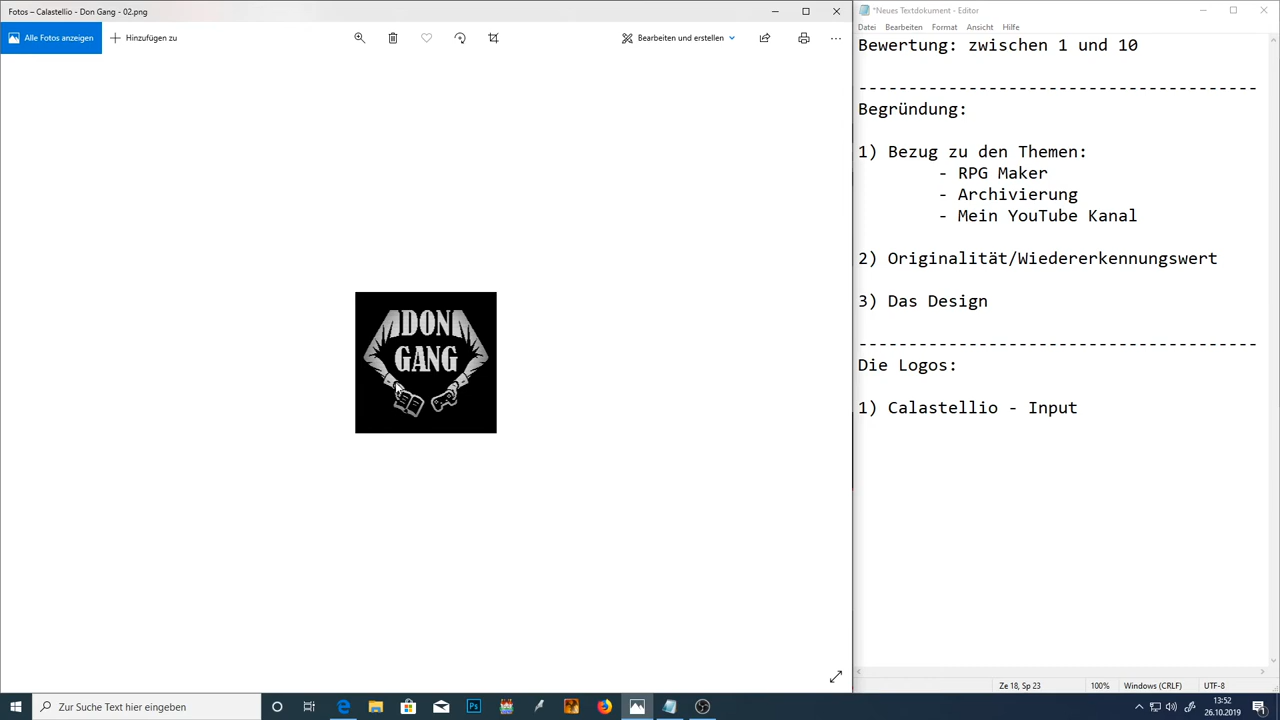 Fotos – Calastellio - Don Gang - 02.png
Alle Fotos anzeigen
Hinzufügen zu
Bearbeiten und erstellen
DON
GANG
*Neues Textdokument - Editor
Datei Bearbeiten Format Ansicht Hilfe
Bewertung: zwischen 1 und 10
----------------------------------------
Begründung:
1) Bezug zu den Themen:
- RPG Maker
- Archivierung
- Mein YouTube Kanal
2) Originalität/Wiedererkennungswert
3) Das Design
----------------------------------------
Die Logos:
1) Calastellio - Input
Ze 18, Sp 23 100% Windows (CRLF) UTF-8
Zur Suche Text hier eingeben
13:52
26.10.2019